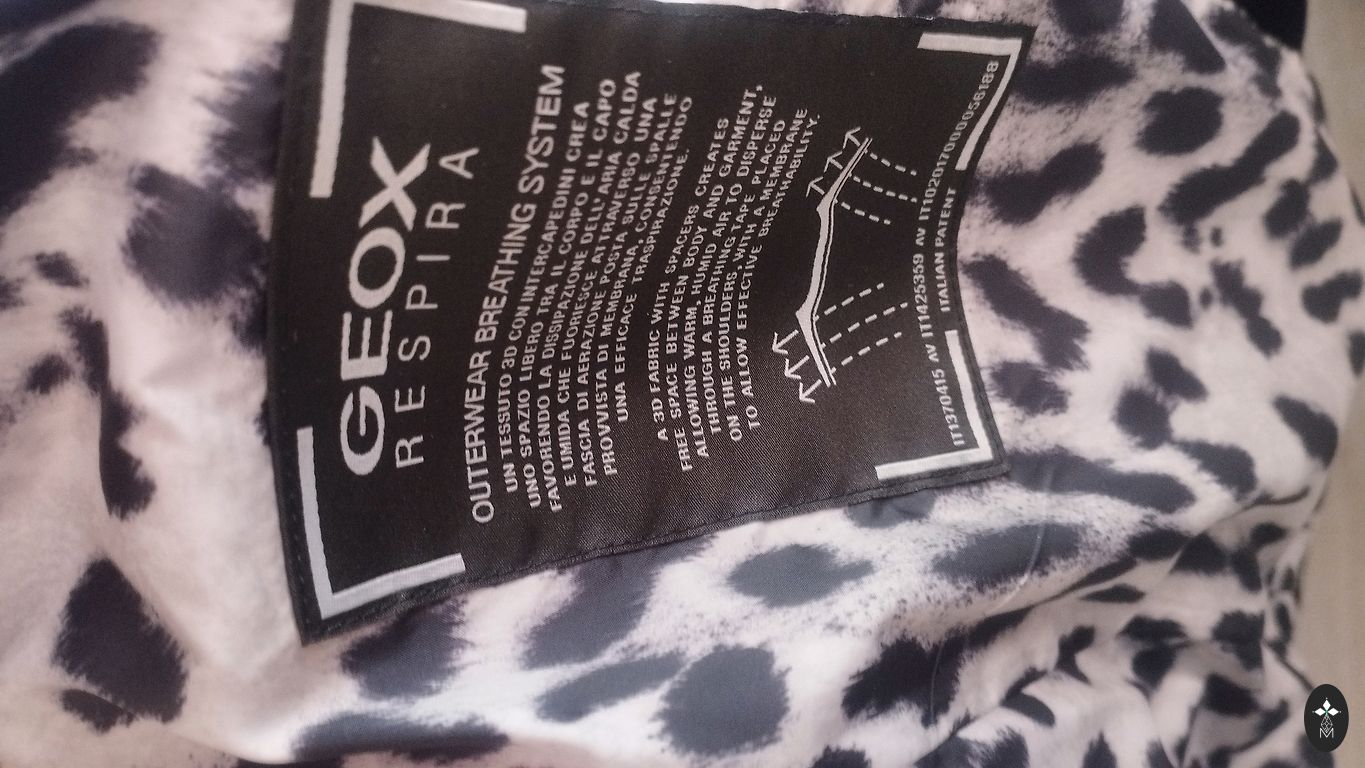 GEOX
RESPIRA
OUTERWEAR BREATHING SYSTEM
UN TESSUTO 3D CON INTERCAPEDINI CREA
UNO SPAZIO LIBERO TRA IL CORPO E IL CAPO
FAVORENDO LA DISSIPAZIONE DELL'ARIA CALDA
E UMIDA CHE FUORIESCE ATTRAVERSO UNA
FASCIA DI AERAZIONE POSTA SULLE SPALLE
PROVVISTA DI MEMBRANA, CONSENTENDO
UNA EFFICACE TRASPIRAZIONE.
A 3D FABRIC WITH SPACERS CREATES
FREE SPACE BETWEEN BODY AND GARMENT,
ALLOWING WARM, HUMID AIR TO DISPERSE
THROUGH A BREATHING TAPE PLACED
ON THE SHOULDERS, WITH A MEMBRANE
TO ALLOW EFFECTIVE BREATHABILITY.
IT1370415 AV IT1425359 AV IT102017000058188
ITALIAN PATENT
M